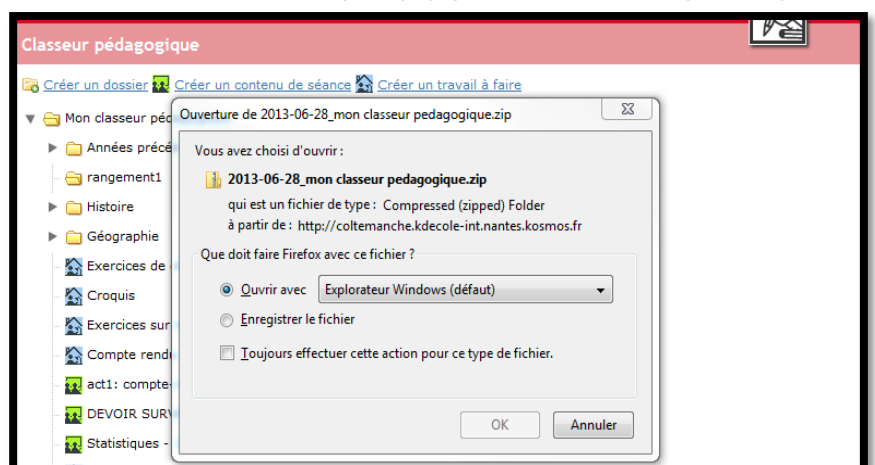 Classeur pédagogique
Créer un dossier Créer un contenu de séance Créer un travail à faire
Mon classeur
Années
rangement1
Histoire
Géographie
Exercices de
Croquis
Exercices sur
Compte
act1: compte-
DEVOIR
Statistiques -
Ouverture de 2013-06-28_mon classeur pedagogique.zip
Vous avez choisi d'ouvrir :
2013-06-28_mon classeur pedagogique.zip
qui est un fichier de type : Compressed (zipped) Folder
à partir de : http://coltemanche.kdecole-int.nantes.kosmos.fr
Que doit faire Firefox avec ce fichier ?
Ouvrir avec Explorateur Windows (défaut)
Enregistrer le fichier
Toujours effectuer cette action pour ce type de fichier.
OK Annuler